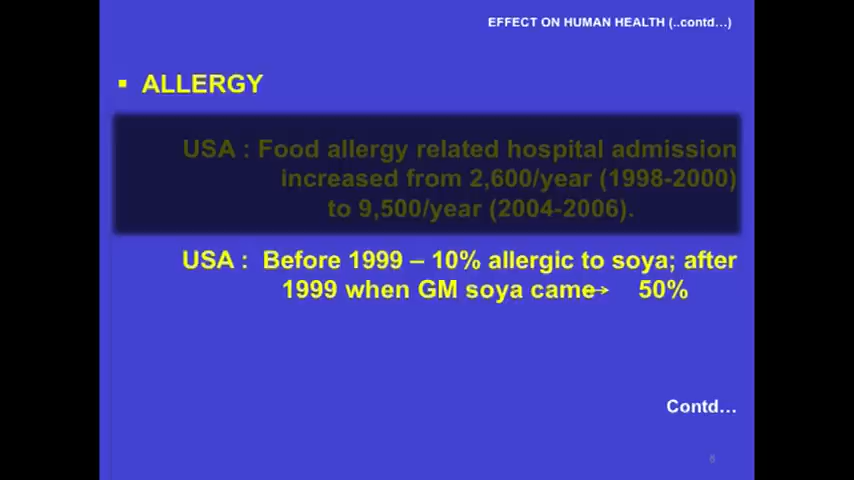 EFFECT ON HUMAN HEALTH (..contd...)
▪ ALLERGY
USA : Food allergy related hospital admission
increased from 2,600/year (1998-2000)
to 9,500/year (2004-2006).
USA : Before 1999 – 10% allergic to soya; after
1999 when GM soya came→ 50%
Contd...
8